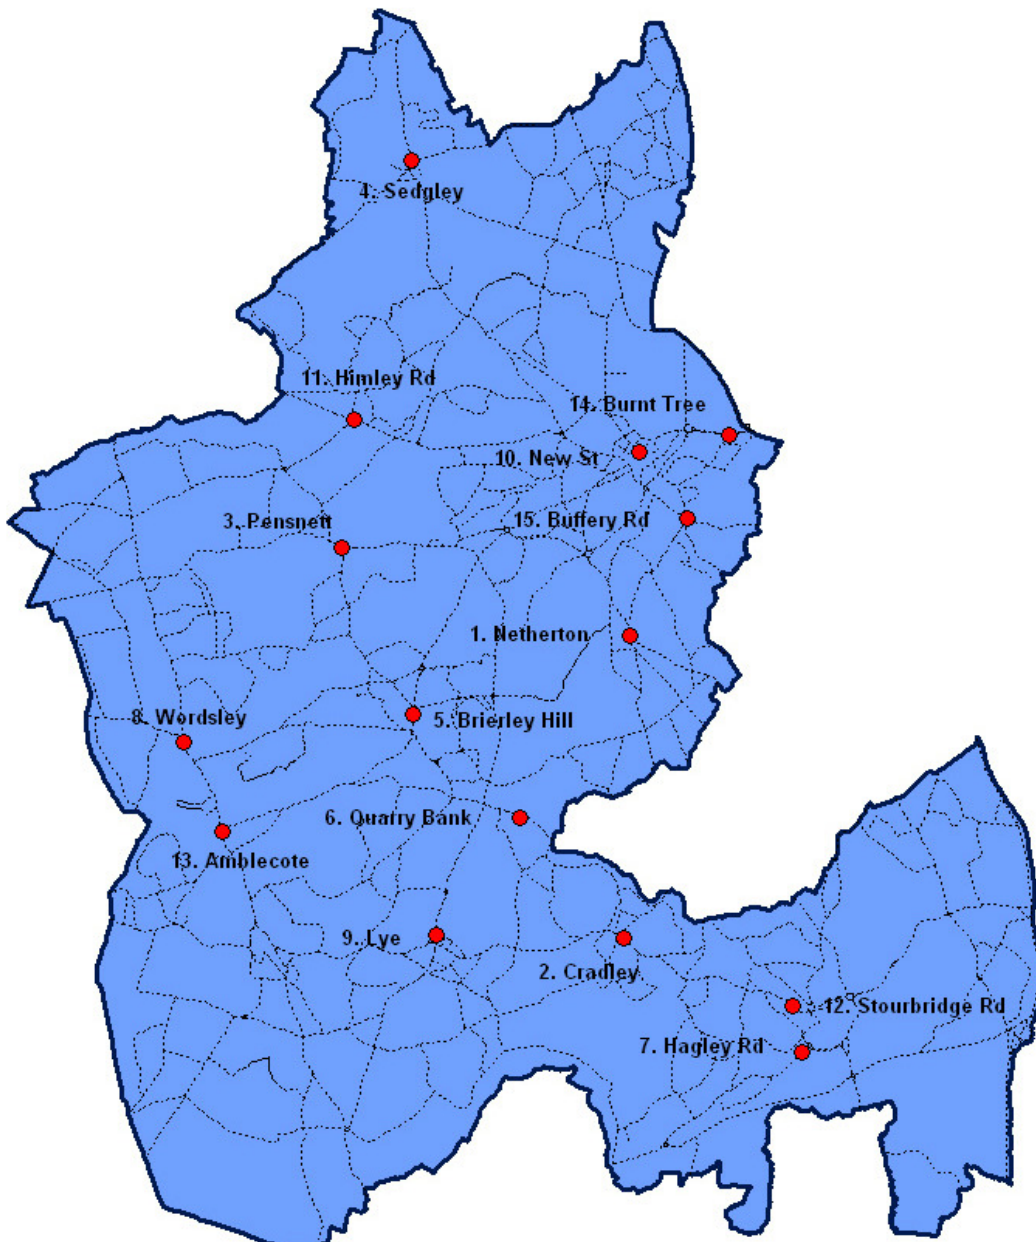 4. Sedgley
11. Himley Rd
14. Burnt Tree
10. New St
3. Pensnett
15. Buffery Rd
1. Netherton
8. Wordsley
5. Brierley Hill
6. Quarry Bank
13. Amblecote
9. Lye
2. Cradley
12. Stourbridge Rd
7. Hagley Rd